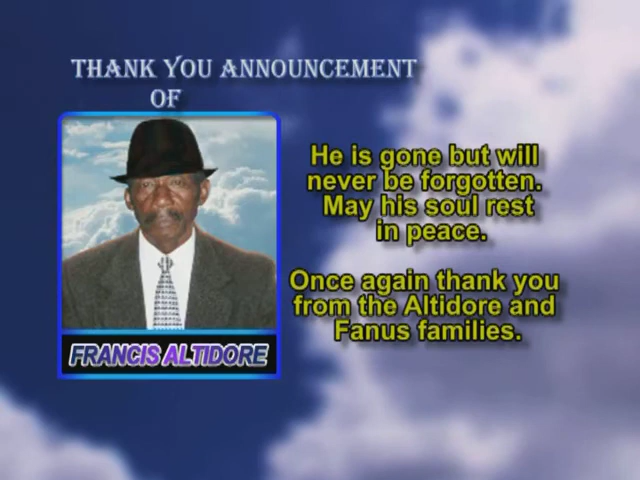 THANK YOU ANNOUNCEMENT
OF
FRANCIS ALTIDORE
He is gone but will
never be forgotten.
May his soul rest
in peace.
Once again thank you
from the Altidore and
Fanus families.